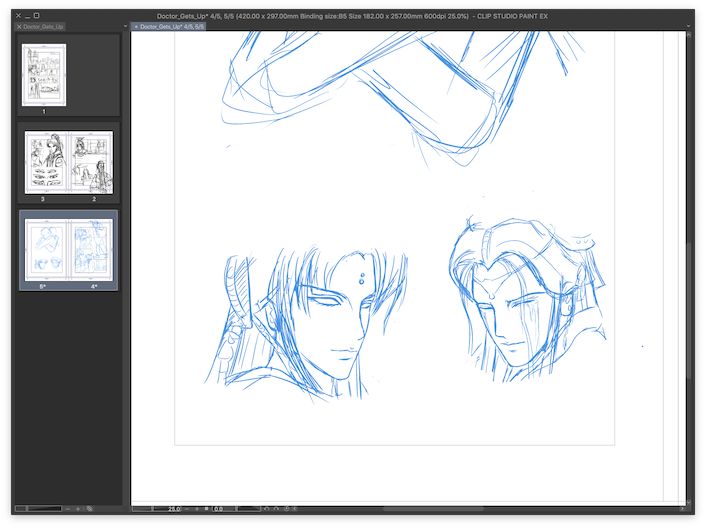 Doctor_Gets_Up* 4/5, 5/5 (420.00 x 297.00mm Binding size:B5 Size 182.00 x 257.00mm 600dpi 25.0%) - CLIP STUDIO PAINT EX
Doctor_Gets_Up
Doctor_Gets_Up* 4/5, 5/5
1
3 2
5* 4*
25.0
0.0